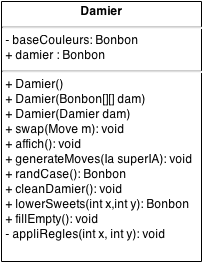 Damier
- baseCouleurs: Bonbon
+ damier : Bonbon
+ Damier()
+ Damier(Bonbon[][] dam)
+ Damier(Damier dam)
+ swap(Move m): void
+ affich(): void
+ generateMoves(Ia superIA): void
+ randCase(): Bonbon
+ cleanDamier(): void
+ lowerSweets(int x,int y): Bonbon
+ fillEmpty(): void
- appliRegles(int x, int y): void